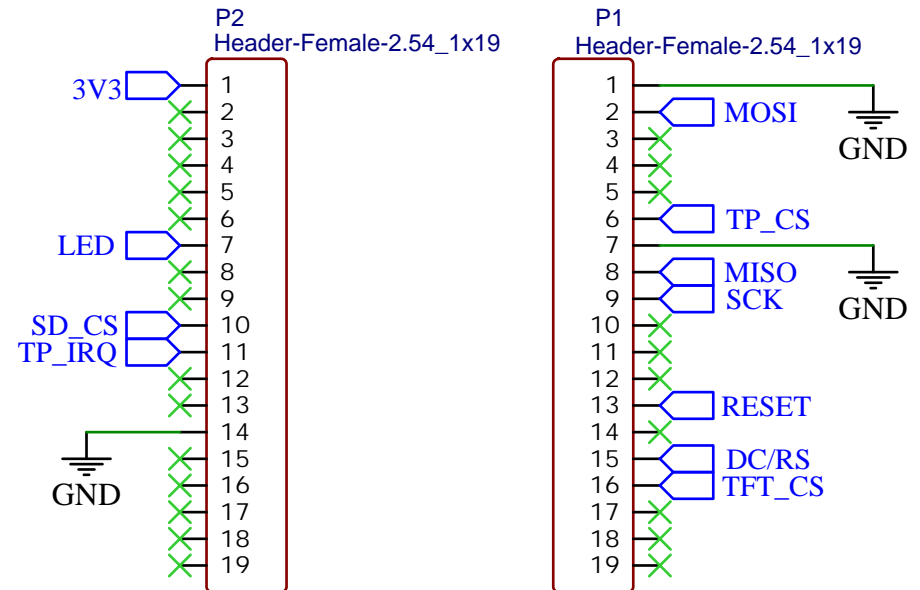 P2
Header-Female-2.54_1x19
3V3
1
2
3
4
5
6
LED
7
8
9
SD_CS
10
TP_IRQ
11
12
13
14
GND
15
16
17
18
19
P1
Header-Female-2.54_1x19
1
GND
2
MOSI
3
4
5
6
TP_CS
7
GND
8
MISO
9
SCK
10
11
12
13
RESET
14
15
DC/RS
16
TFT_CS
17
18
19